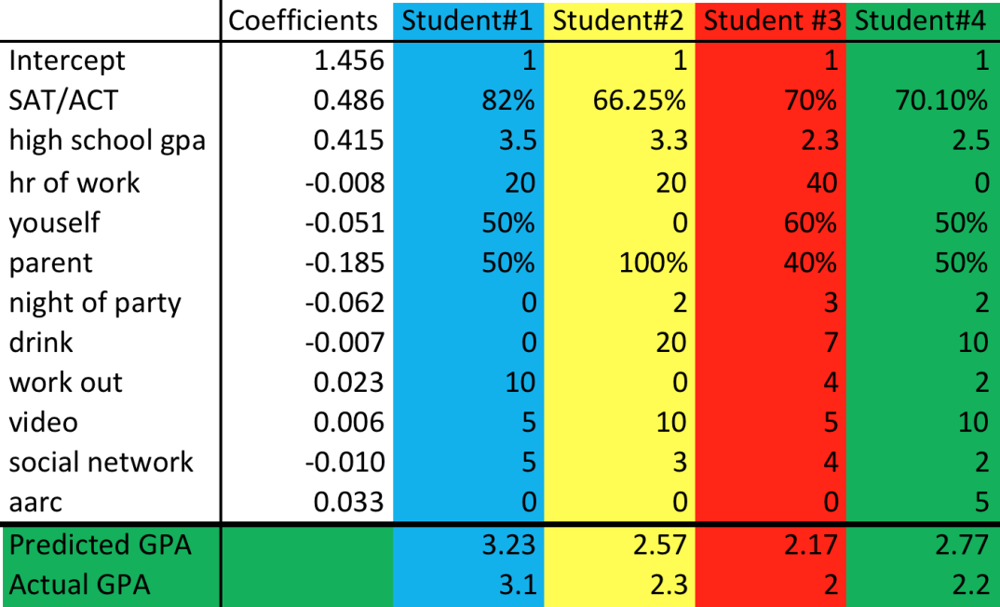 Coefficients Student#1 Student#2 Student #3 Student#4
Intercept 1.456 1 1 1 1
SAT/ACT 0.486 82% 66.25% 70% 70.10%
high school gpa 0.415 3.5 3.3 2.3 2.5
hr of work -0.008 20 20 40 0
youself -0.051 50% 0 60% 50%
parent -0.185 50% 100% 40% 50%
night of party -0.062 0 2 3 2
drink -0.007 0 20 7 10
work out 0.023 10 0 4 2
video 0.006 5 10 5 10
social network -0.010 5 3 4 2
aarc 0.033 0 0 0 5
Predicted GPA 3.23 2.57 2.17 2.77
Actual GPA 3.1 2.3 2 2.2